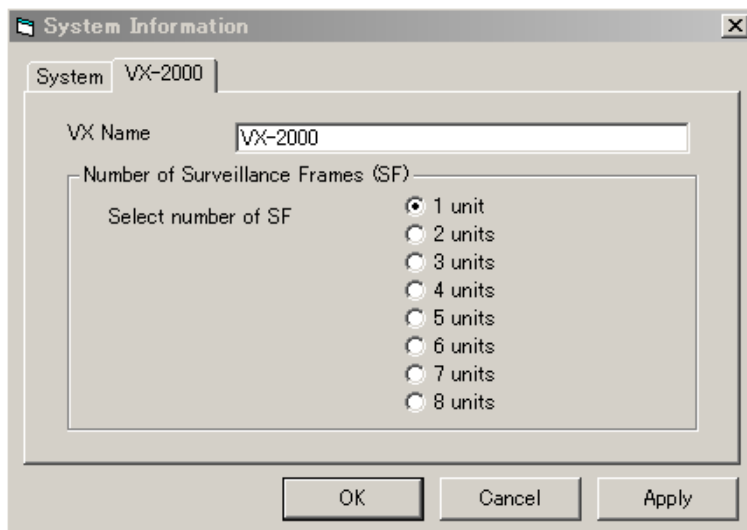 System Information
System VX-2000
VX Name VX-2000
Number of Surveillance Frames (SF)
Select number of SF 1 unit
2 units
3 units
4 units
5 units
6 units
7 units
8 units
OK Cancel Apply